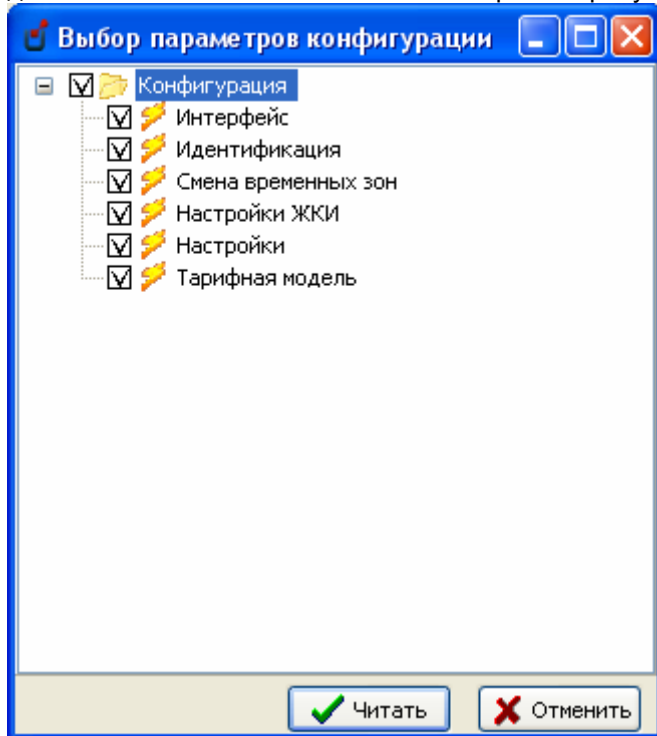 Выбор параметров конфигурации
Конфигурация
Интерфейс
Идентификация
Смена временных зон
Настройки ЖКИ
Настройки
Тарифная модель
Читать
Отменить